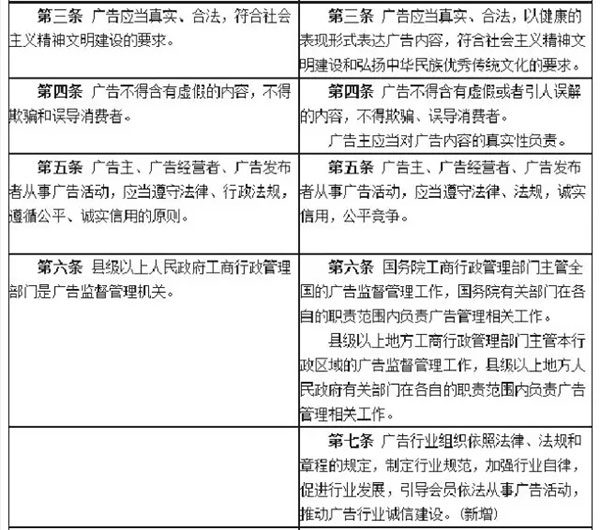 第三条 广告应当真实、合法，符合社会
主义精神文明建设的要求。
第三条 广告应当真实、合法，以健康的
表现形式表达广告内容，符合社会主义精神文
明建设和弘扬中华民族优秀传统文化的要求。
第四条 广告不得含有虚假的内容，不得
欺骗和误导消费者。
第四条 广告不得含有虚假或者引人误解
的内容，不得欺骗、误导消费者。
广告主应当对广告内容的真实性负责。
第五条 广告主、广告经营者、广告发布
者从事广告活动，应当遵守法律、行政法规，
遵循公平、诚实信用的原则。
第五条 广告主、广告经营者、广告发布
者从事广告活动，应当遵守法律、法规，诚实
信用，公平竞争。
第六条 县级以上人民政府工商行政管理
部门是广告监督管理机关。
第六条 国务院工商行政管理部门主管全
国的广告监督管理工作，国务院有关部门在各
自的职责范围内负责广告管理相关工作。
县级以上地方工商行政管理部门主管本行
政区域的广告监督管理工作，县级以上地方人
民政府有关部门在各自的职责范围内负责广告
管理相关工作。
第七条 广告行业组织依照法律、法规和
章程的规定，制定行业规范，加强行业自律，
促进行业发展，引导会员依法从事广告活动，
推动广告行业诚信建设。(新增)